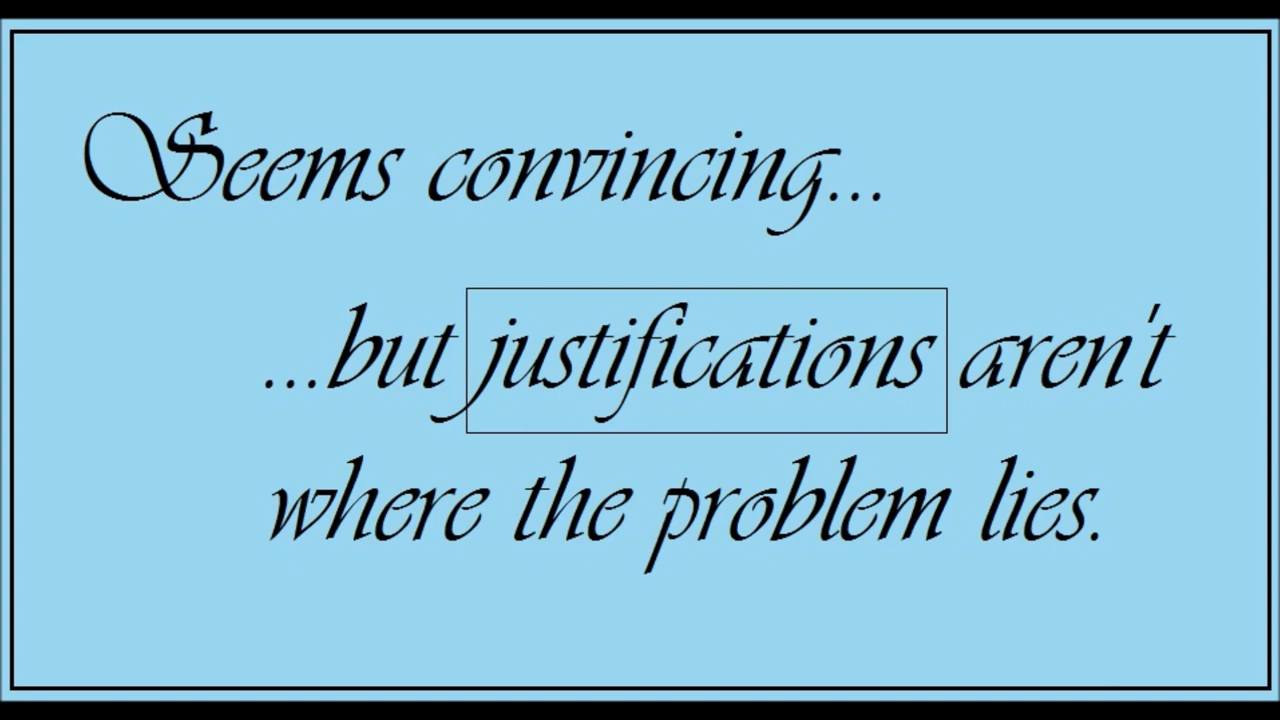 Seems convincing...
...but justifications aren't
where the problem lies.